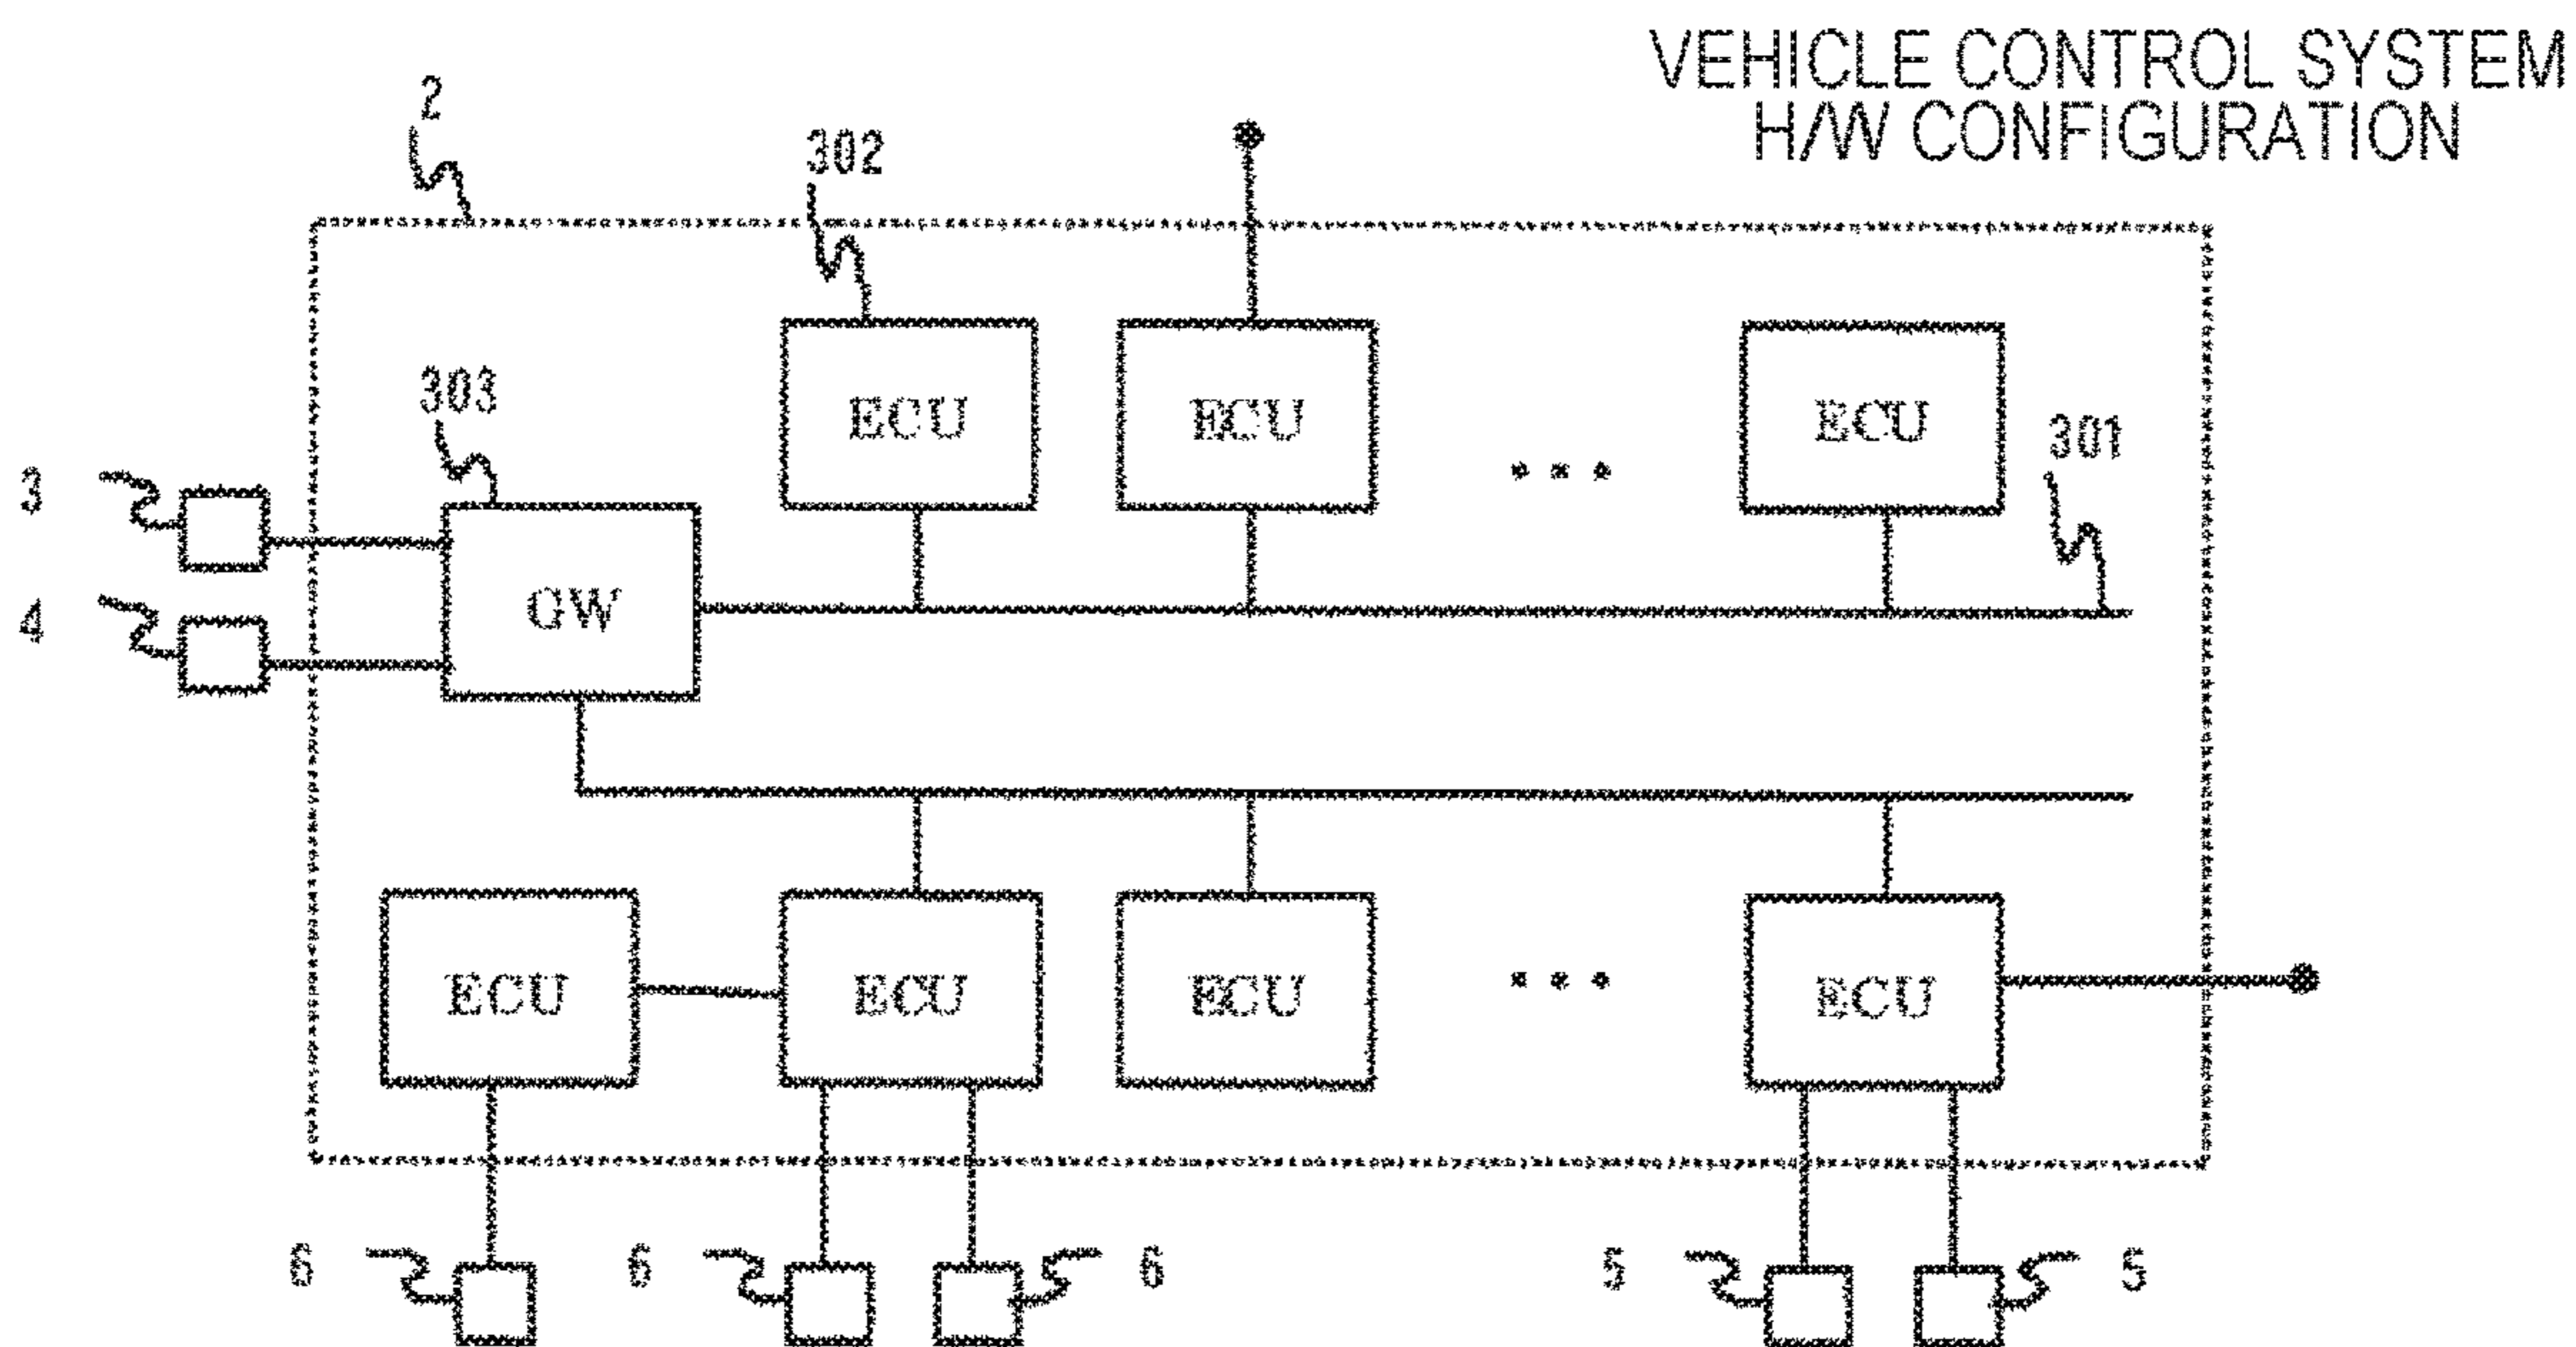 VEHICLE CONTROL SYSTEM
H/W CONFIGURATION
2
302
303
ECU
ECU
ECU
301
3
GW
4
ECU
ECU
ECU
ECU
6
6
6
5
5